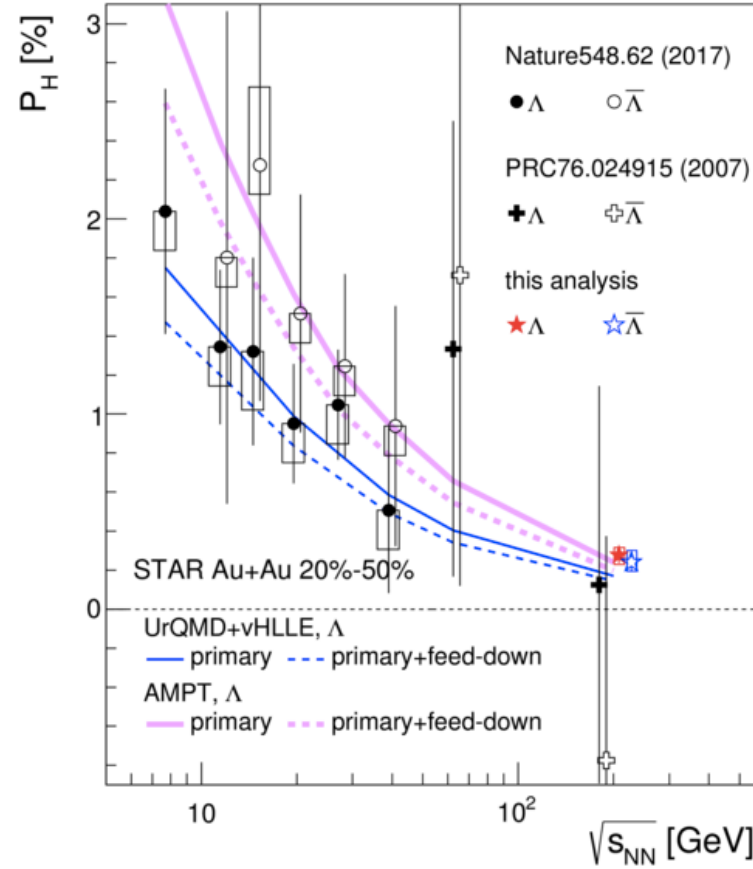 P_H [%]
3
2
1
0
Nature548.62 (2017)
Λ Λ̅
PRC76.024915 (2007)
Λ Λ̅
this analysis
Λ Λ̅
STAR Au+Au 20%-50%
UrQMD+vHLLE, Λ
primary primary+feed-down
AMPT, Λ
primary primary+feed-down
10 10²
√s_NN [GeV]